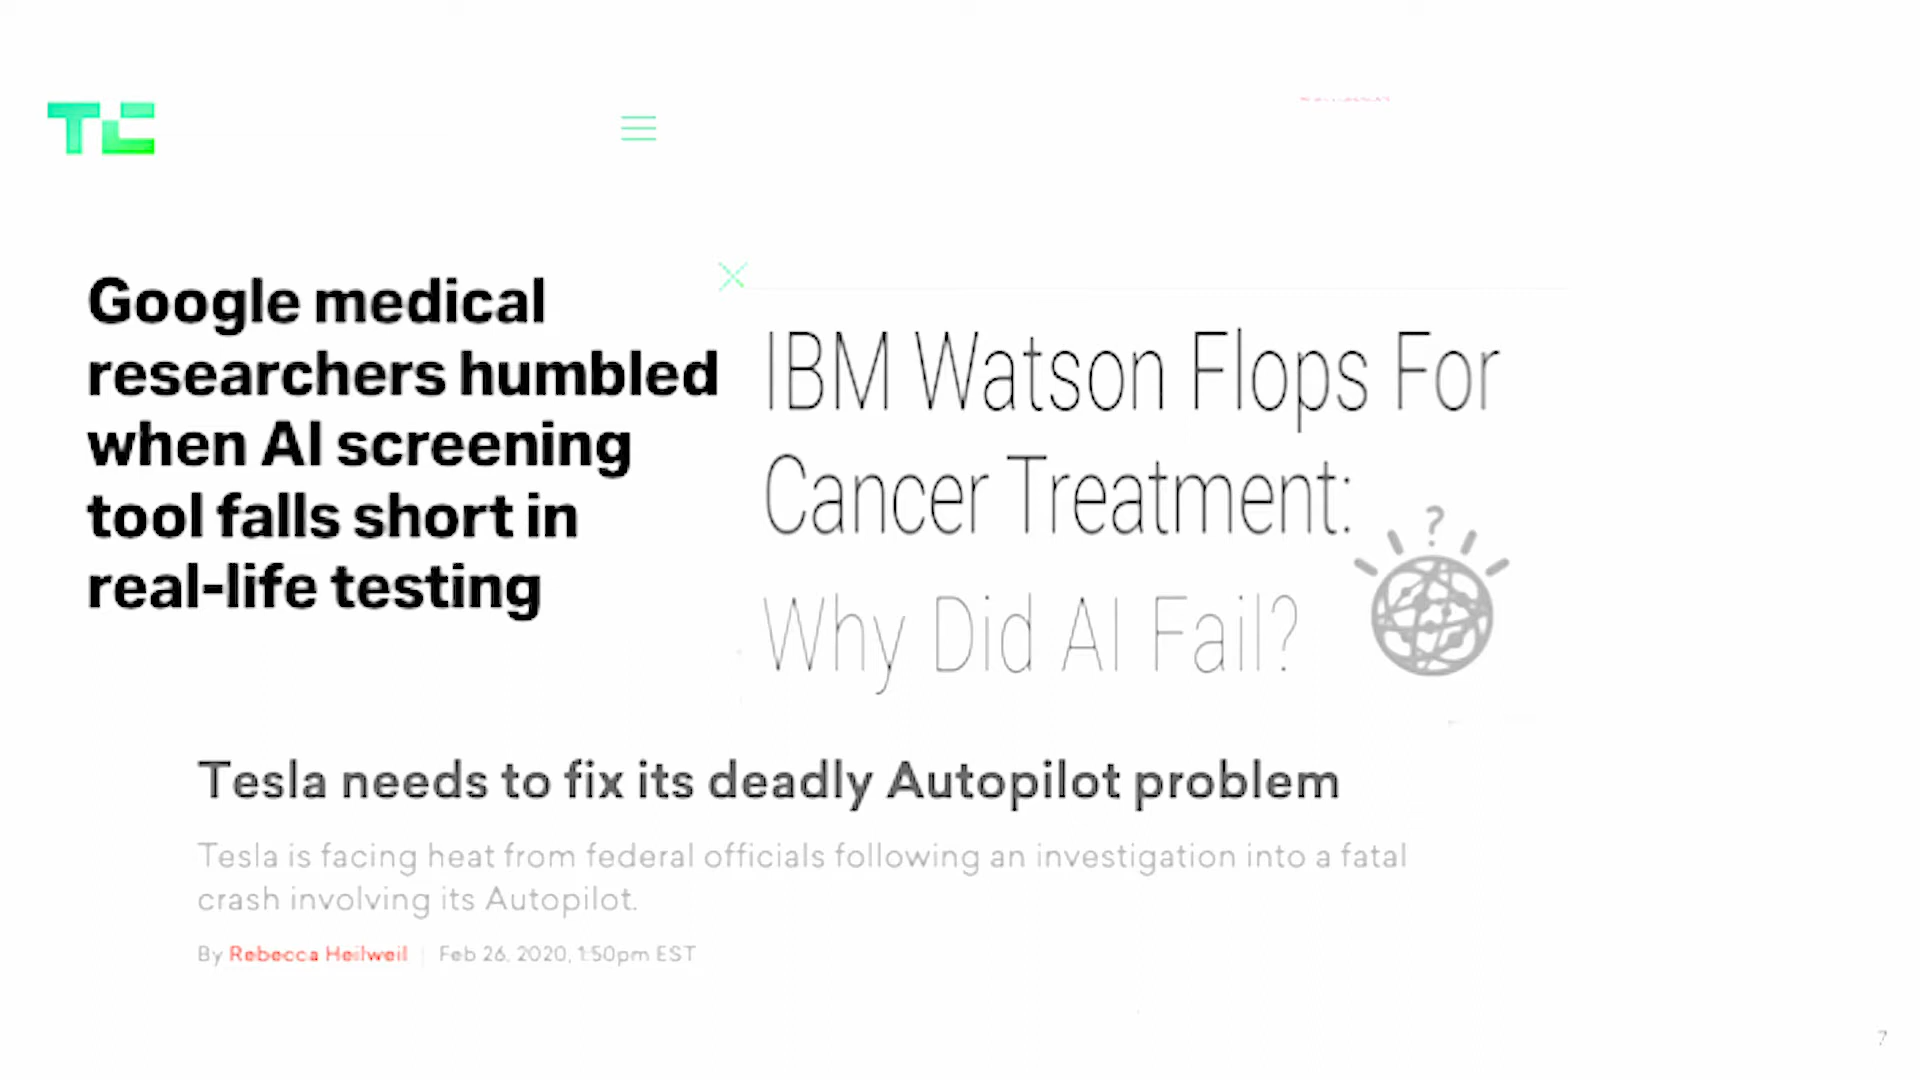 TC
Google medical
researchers humbled
when AI screening
tool falls short in
real-life testing
IBM Watson Flops For
Cancer Treatment:
Why Did AI Fail?
?
Tesla needs to fix its deadly Autopilot problem
Tesla is facing heat from federal officials following an investigation into a fatal
crash involving its Autopilot.
By Rebecca Heilweil | Feb 26, 2020, 1:50pm EST
7